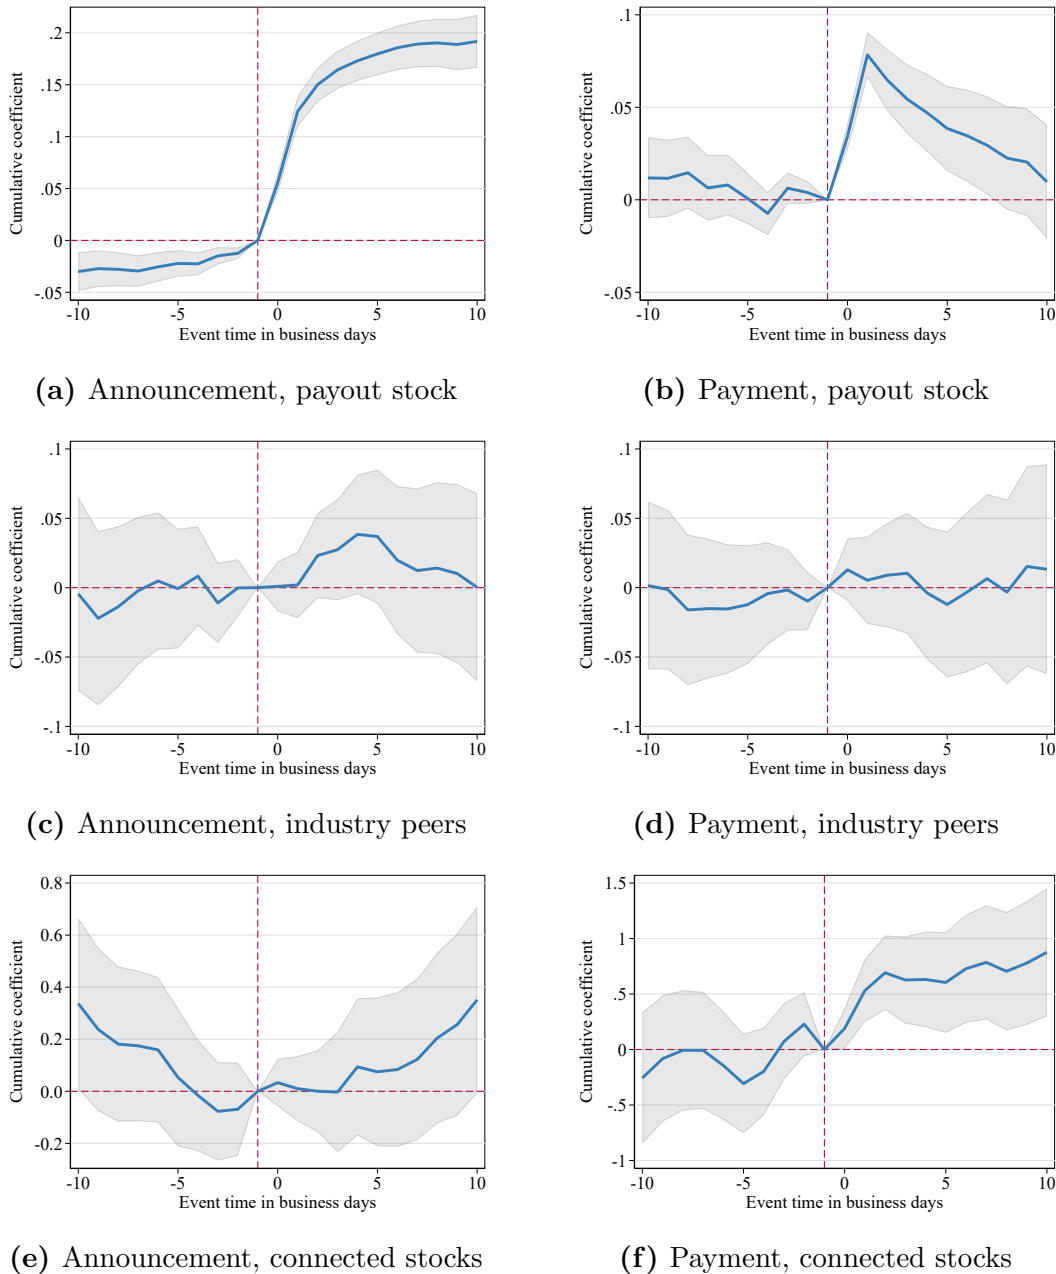 .2
.15
.1
.05
0
-.05
Cumulative coefficient
-10 -5 0 5 10
Event time in business days
(a) Announcement, payout stock
.1
.05
0
-.05
Cumulative coefficient
-10 -5 0 5 10
Event time in business days
(b) Payment, payout stock
.1
.05
0
-.05
-.1
Cumulative coefficient
-10 -5 0 5 10
Event time in business days
(c) Announcement, industry peers
.1
.05
0
-.05
-.1
Cumulative coefficient
-10 -5 0 5 10
Event time in business days
(d) Payment, industry peers
0.8
0.6
0.4
0.2
0.0
-0.2
Cumulative coefficient
-10 -5 0 5 10
Event time in business days
(e) Announcement, connected stocks
1.5
1
.5
0
-.5
-1
Cumulative coefficient
-10 -5 0 5 10
Event time in business days
(f) Payment, connected stocks